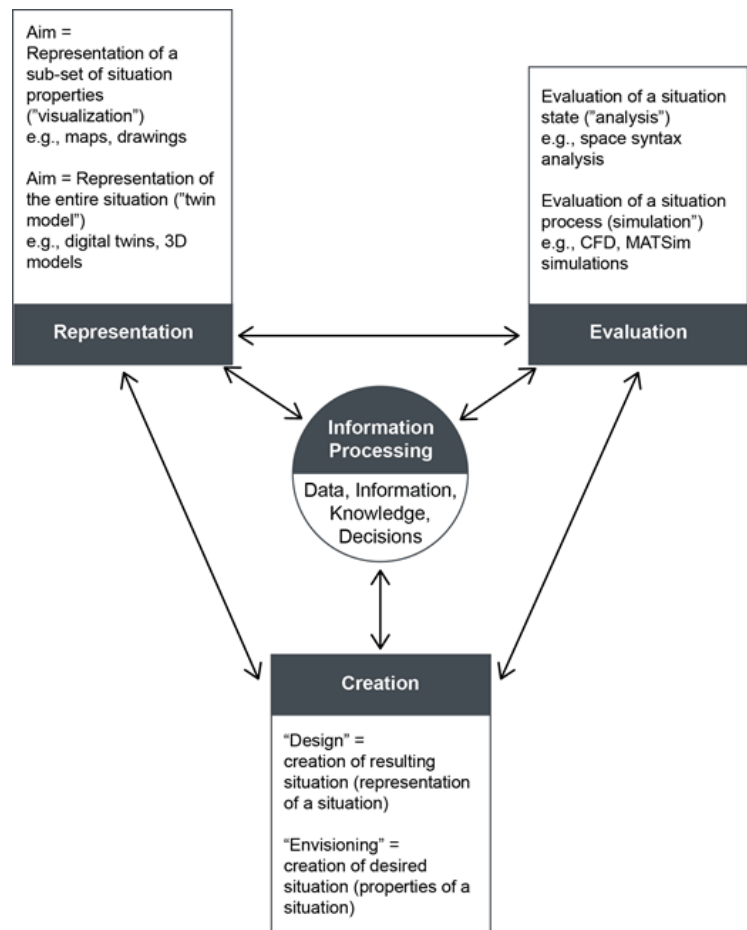 Aim =
Representation of a
sub-set of situation
properties
("visualization")
e.g., maps, drawings
Aim = Representation of
the entire situation ("twin
model")
e.g., digital twins, 3D
models
Representation
Evaluation of a situation
state ("analysis")
e.g., space syntax
analysis
Evaluation of a situation
process (simulation")
e.g., CFD, MATSim
simulations
Evaluation
Information
Processing
Data, Information,
Knowledge,
Decisions
Creation
“Design” =
creation of resulting
situation (representation
of a situation)
“Envisioning” =
creation of desired
situation (properties of a
situation)